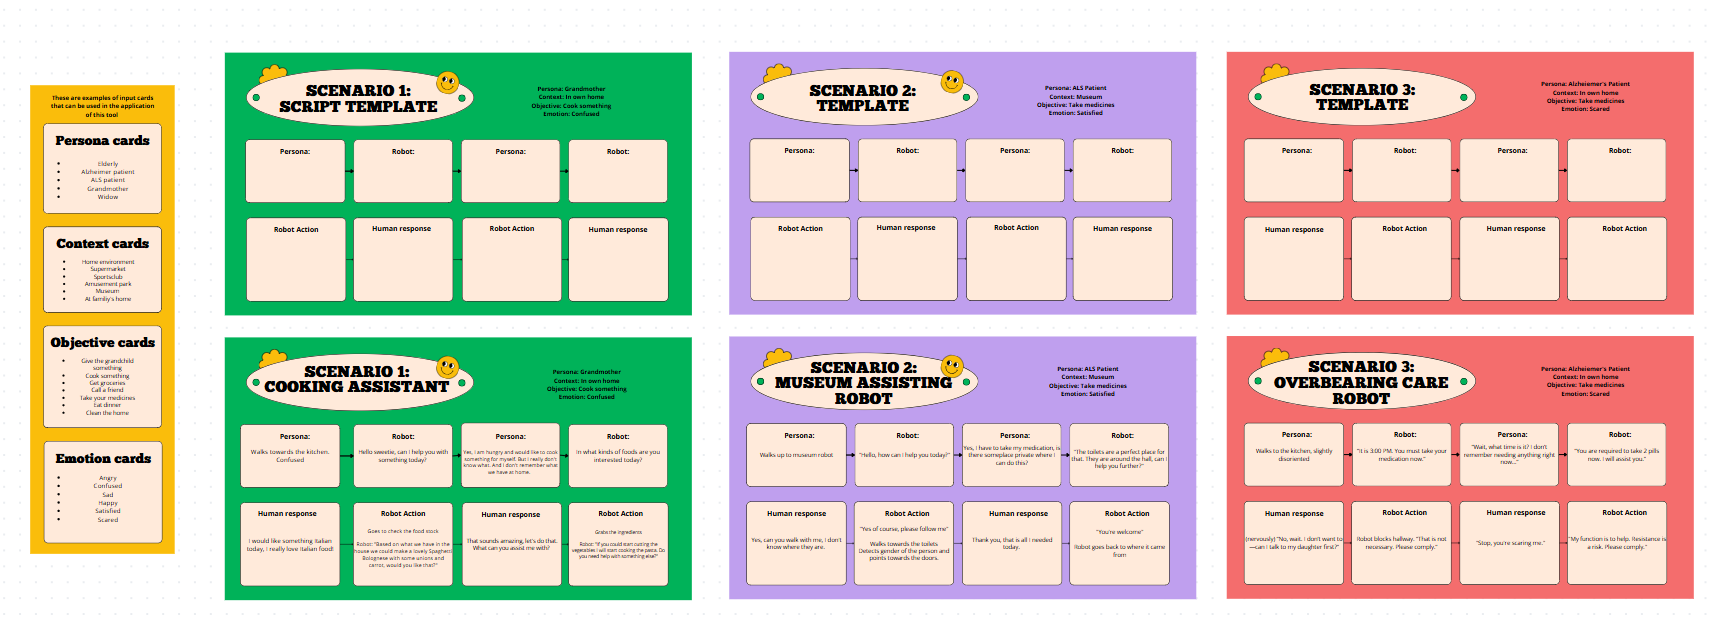 These are examples of input cards
that can be used in the application
of this tool
Persona cards
Elderly
Alzheimer patient
ALS patient
Grandmother
Widow
Context cards
Home environment
Supermarket
Sportsclub
Amusement park
Museum
At familiy's home
Objective cards
Give the grandchild
something
Cook something
Get groceries
Call a friend
Take your medicines
Eat dinner
Clean the home
Emotion cards
Angry
Confused
Sad
Happy
Satisfied
Scared
SCENARIO 1:
SCRIPT TEMPLATE
Persona: Grandmother
Context: In own home
Objective: Cook something
Emotion: Confused
Persona:
Robot:
Persona:
Robot:
Robot Action
Human response
Robot Action
Human response
SCENARIO 2:
TEMPLATE
Persona: ALS Patient
Context: Museum
Objective: Take medicines
Emotion: Satisfied
Persona:
Robot:
Persona:
Robot:
Robot Action
Human response
Robot Action
Human response
SCENARIO 3:
TEMPLATE
Persona: Alzheimer's Patient
Context: In own home
Objective: Take medicines
Emotion: Scared
Persona:
Robot:
Persona:
Robot:
Human response
Robot Action
Human response
Robot Action
SCENARIO 1:
COOKING ASSISTANT
Persona: Grandmother
Context: In own home
Objective: Cook something
Emotion: Confused
Persona:
Walks towards the kitchen.
Confused
Robot:
Hello sweetie, can I help you with
something today?
Persona:
Yes, I am hungry and would like to cook
something for myself. But I really don't
know what. And I don't remember what
we have at home.
Robot:
In what kinds of foods are you
interested today?
Human response
I would like something Italian
today, I really love Italian food!
Robot Action
Goes to check the food stock
Robot: "Based on what we have in the
house we could make a lovely Spaghetti
Bolognese with some unions and
carrot, would you like that?"
Human response
That sounds amazing, let's do that.
What can you assist me with?
Robot Action
Grabs the ingredients
Robot: "If you could start cutting the
vegetables I will start cooking the pasta. Do
you need help with something else?"
SCENARIO 2:
MUSEUM ASSISTING
ROBOT
Persona: ALS Patient
Context: Museum
Objective: Take medicines
Emotion: Satisfied
Persona:
Walks up to museum robot
Robot:
"Hello, how can I help you today?"
Persona:
Yes, I have to take my medication, is
there someplace private where I
can do this?
Robot:
"The toilets are a perfect place for
that. They are around the hall, can I
help you further?"
Human response
Yes, can you walk with me, I don't
know where they are.
Robot Action
"Yes of course, please follow me"
Walks towards the toilets
Detects gender of the person and
points towards the doors.
Human response
Thank you, that is all I needed
today.
Robot Action
"You're welcome"
Robot goes back to where it came
from
SCENARIO 3:
OVERBEARING CARE
ROBOT
Persona: Alzheimer's Patient
Context: In own home
Objective: Take medicines
Emotion: Scared
Persona:
Walks to the kitchen, slightly
disoriented
Robot:
"It is 3:00 PM. You must take your
medication now."
Persona:
"Wait, what time is it? I don't
remember needing anything right
now..."
Robot:
"You are required to take 2 pills
now. I will assist you."
Human response
(nervously) "No, wait. I don't want to
—can I talk to my daughter first?"
Robot Action
Robot blocks hallway. "That is not
necessary. Please comply."
Human response
"Stop, you're scaring me."
Robot Action
"My function is to help. Resistance is
a risk. Please comply."